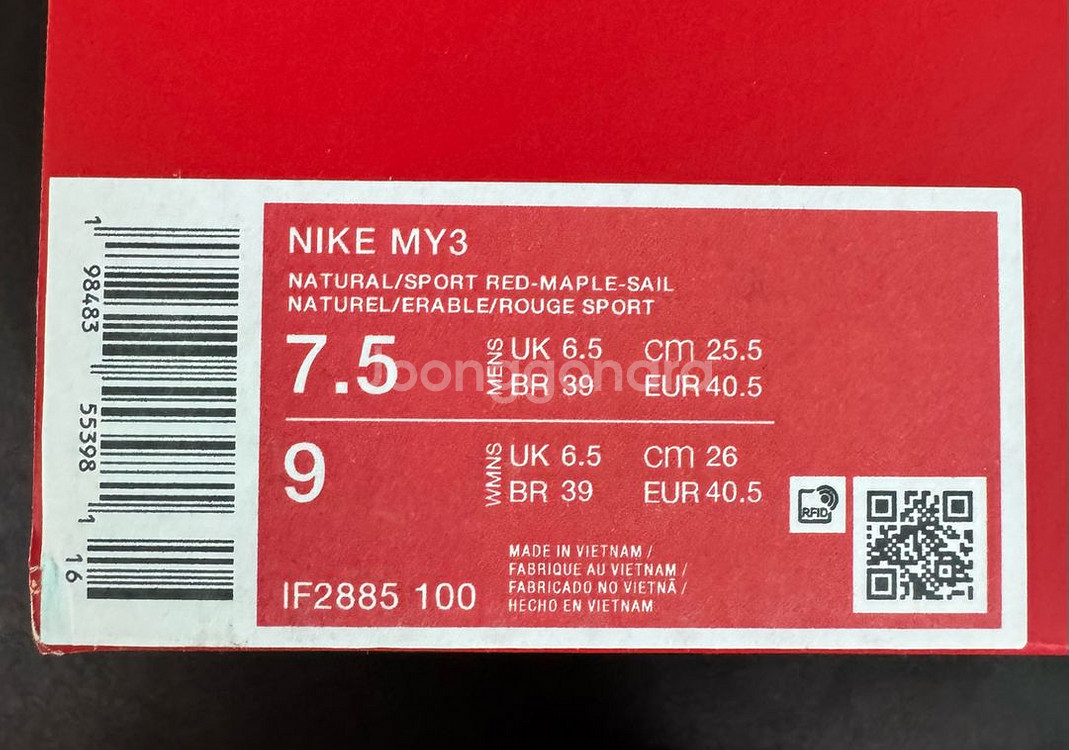 NIKE MY3
NATURAL/SPORT RED-MAPLE-SAIL
NATUREL/ERABLE/ROUGE SPORT
7.5 MENS UK 6.5 cm 25.5
BR 39 EUR 40.5
joonggonara
9 WMNS UK 6.5 cm 26
BR 39 EUR 40.5
RFID
MADE IN VIETNAM /
FABRIQUE AU VIETNAM /
FABRICADO NO VIETNÃ /
HECHO EN VIETNAM
IF2885 100
1 98483 55398 1 16